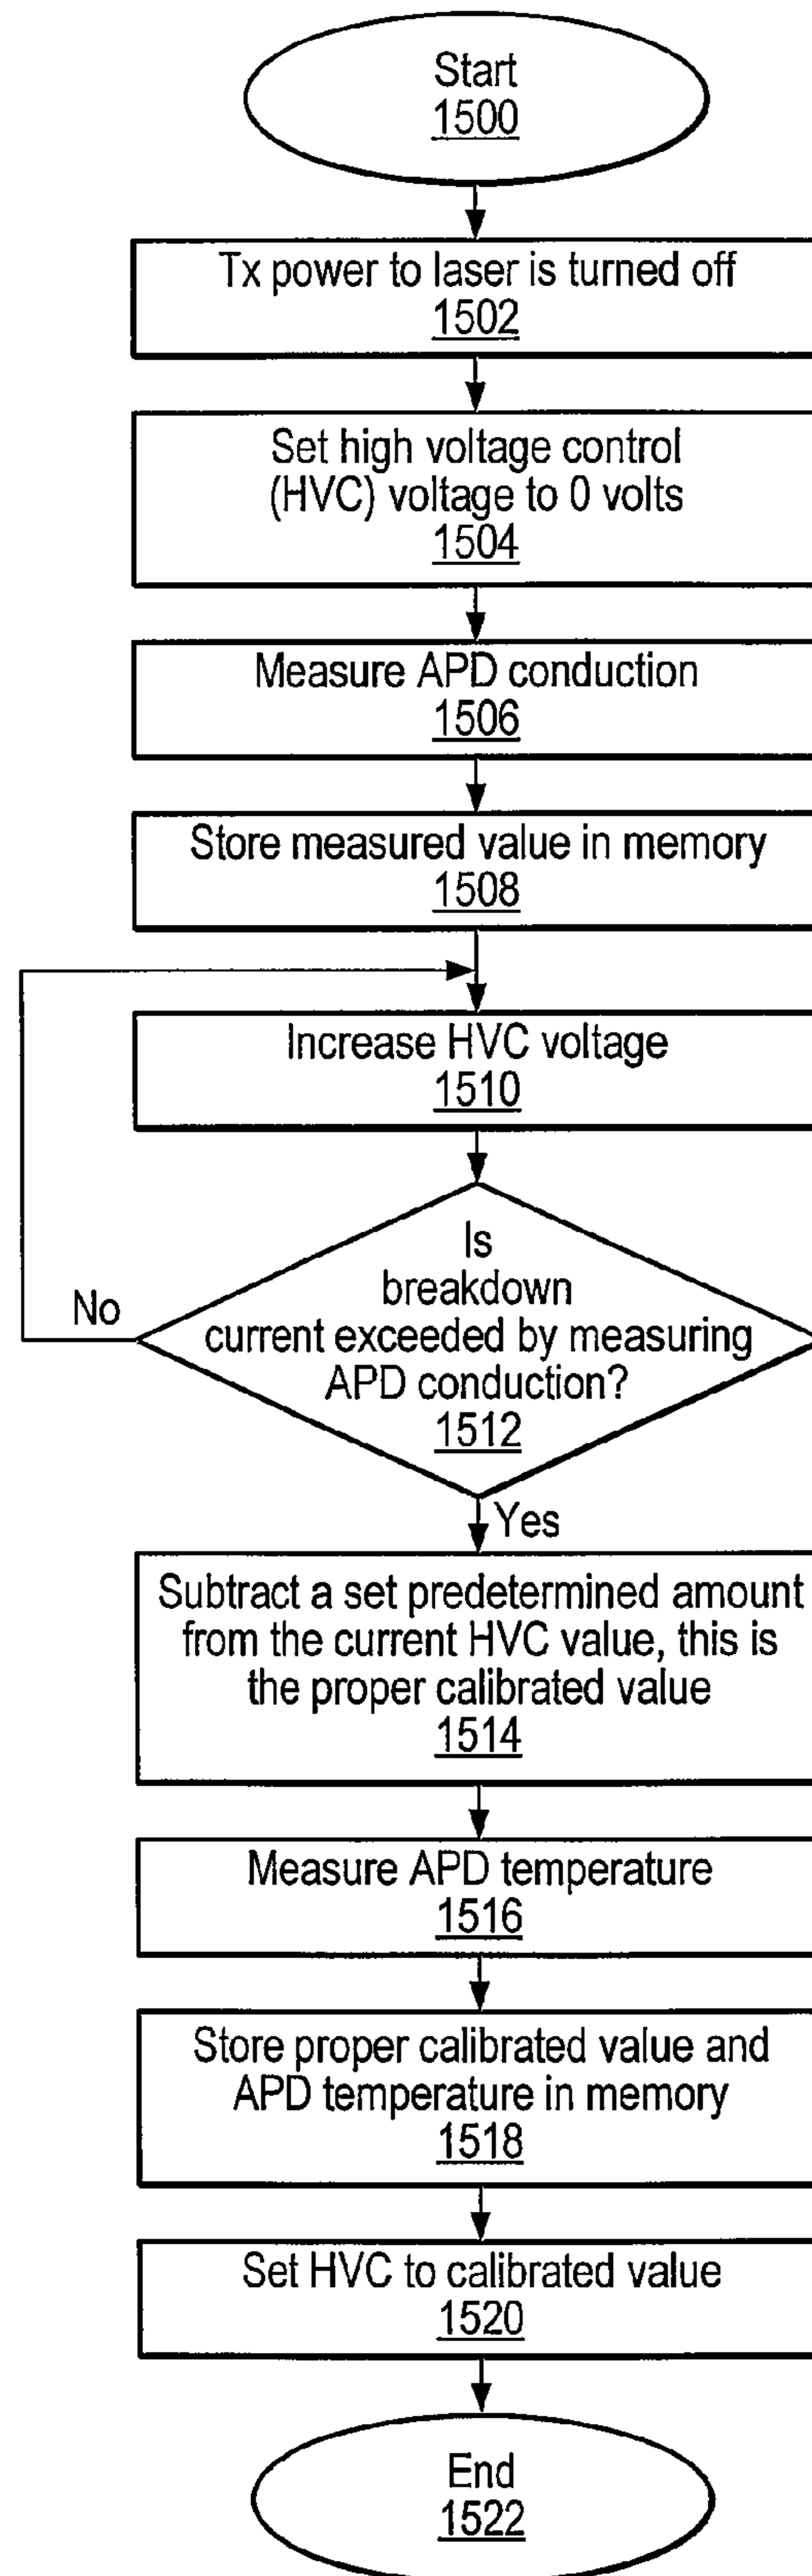 Start
1500
Tx power to laser is turned off
1502
Set high voltage control
(HVC) voltage to 0 volts
1504
Measure APD conduction
1506
Store measured value in memory
1508
Increase HVC voltage
1510
Is
breakdown
current exceeded by measuring
APD conduction?
1512
No
Yes
Subtract a set predetermined amount
from the current HVC value, this is
the proper calibrated value
1514
Measure APD temperature
1516
Store proper calibrated value and
APD temperature in memory
1518
Set HVC to calibrated value
1520
End
1522